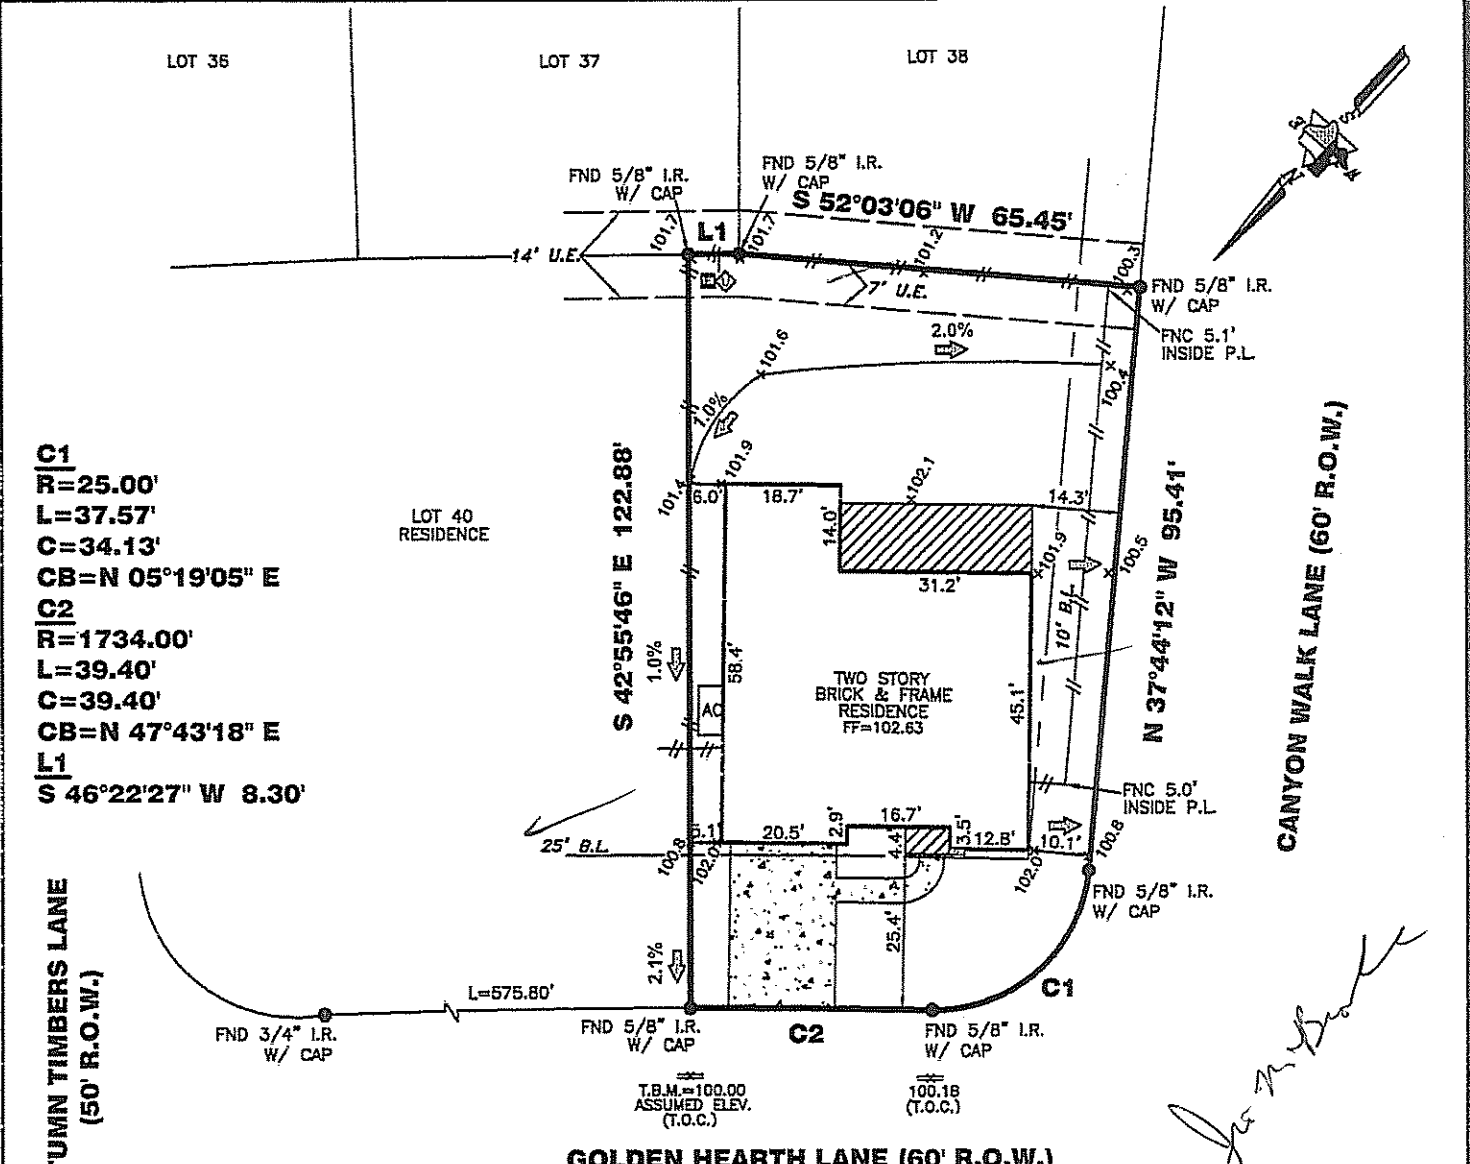 LOT 36
LOT 37
LOT 38
FND 5/8" I.R.
W/ CAP
FND 5/8" I.R.
W/ CAP
S 52°03'06" W 65.45'
L1
101.7
101.7
101.2
100.3
14' U.E.
E
U
7' U.E.
FND 5/8" I.R.
W/ CAP
FNC 5.1'
INSIDE P.L.
2.0%
101.6
100.4
1.0%
C1
R=25.00'
L=37.57'
C=34.13'
CB=N 05°19'05" E
C2
R=1734.00'
L=39.40'
C=39.40'
CB=N 47°43'18" E
L1
S 46°22'27" W 8.30'
LOT 40
RESIDENCE
S 42°55'46" E 122.88'
101.4
101.9
6.0'
18.7'
14.0'
102.1
14.3'
31.2'
101.9
100.5
10' B.L.
N 37°44'12" W 95.41'
CANYON WALK LANE (60' R.O.W.)
1.0%
58.4'
AC
TWO STORY
BRICK & FRAME
RESIDENCE
FF=102.63
45.1'
FNC 5.0'
INSIDE P.L.
25' B.L.
5.1'
20.5'
2.9'
16.7'
4.4'
3.5'
12.8'
10.1'
100.8
102.0
102.0
100.8
FND 5/8" I.R.
W/ CAP
25.4'
2.1%
L=575.80'
C1
C2
FND 3/4" I.R.
W/ CAP
FND 5/8" I.R.
W/ CAP
FND 5/8" I.R.
W/ CAP
T.B.M.=100.00
ASSUMED ELEV.
(T.O.C.)
100.18
(T.O.C.)
TUMN TIMBERS LANE
(50' R.O.W.)
GOLDEN HEARTH LANE (60' R.O.W.)